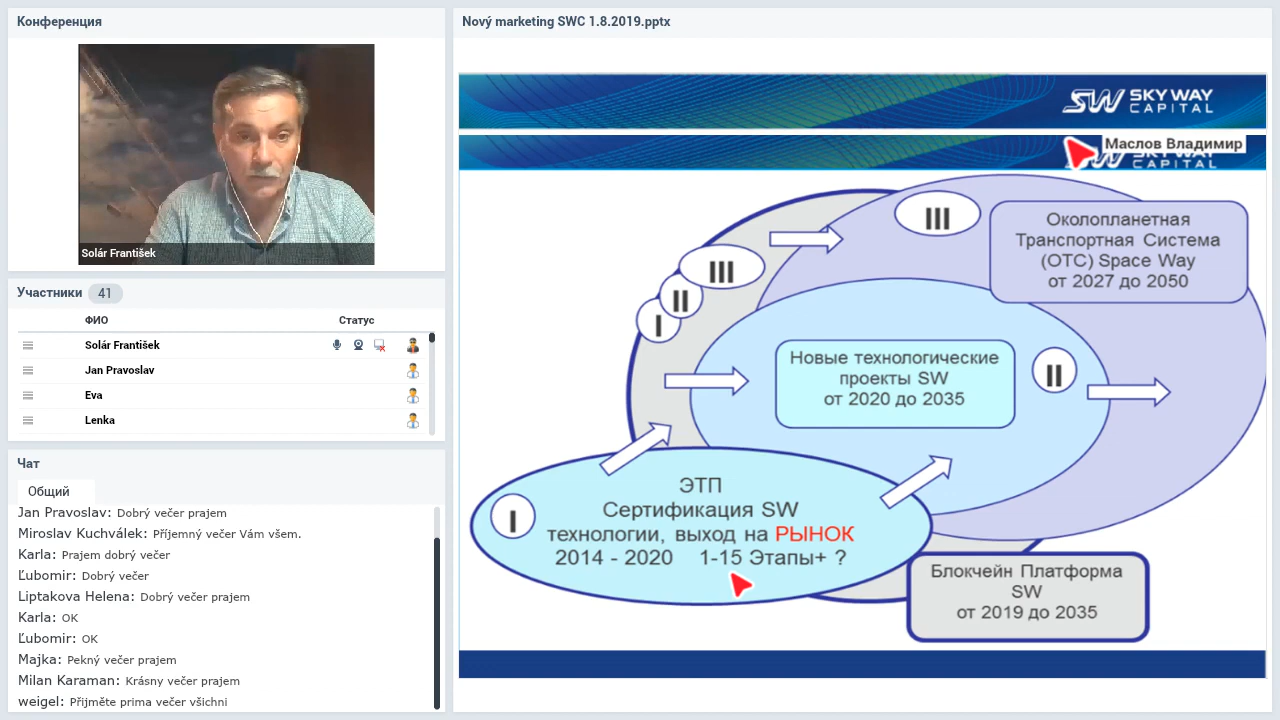 Конференция
Solár František
Участники 41
ФИО Статус
Solár František
Jan Pravoslav
Eva
Lenka
Чат
Общий
Jan Pravoslav: Dobrý večer prajem
Miroslav Kuchválek: Příjemný večer Vám všem.
Karla: Prajem dobrý večer
Ľubomir: Dobrý večer
Liptakova Helena: Dobrý večer prajem
Karla: OK
Ľubomir: OK
Majka: Pekný večer prajem
Milan Karaman: Krásny večer prajem
weigel: Přijměte prima večer všichni
Nový marketing SWC 1.8.2019.pptx
SW SKY WAY
CAPITAL
Маслов Владимир
SW SKY WAY
CAPITAL
III
Околопланетная
Транспортная Система
(ОТС) Space Way
от 2027 до 2050
III
II
I
Новые технологические
проекты SW
от 2020 до 2035
II
I
ЭТП
Сертификация SW
технологии, выход на РЫНОК
2014 - 2020 1-15 Этапы+ ?
Блокчейн Платформа
SW
от 2019 до 2035